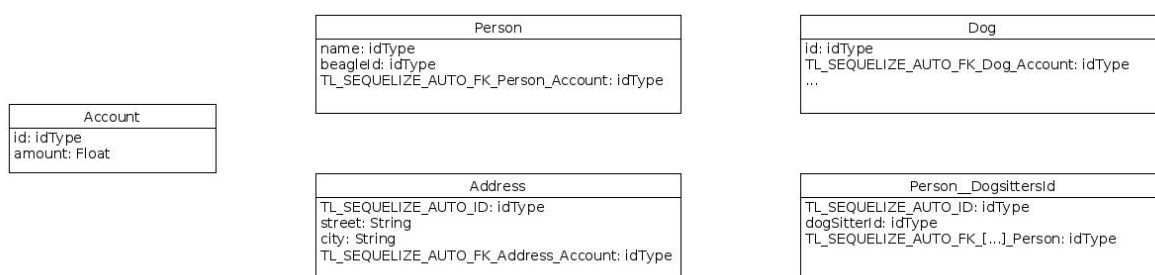 Person
name: idType
beagleId: idType
TL_SEQUELIZE_AUTO_FK_Person_Account: idType
Dog
id: idType
TL_SEQUELIZE_AUTO_FK_Dog_Account: idType
...
Account
id: idType
amount: Float
Address
TL_SEQUELIZE_AUTO_ID: idType
street: String
city: String
TL_SEQUELIZE_AUTO_FK_Address_Account: idType
Person__DogsittersId
TL_SEQUELIZE_AUTO_ID: idType
dogSitterId: idType
TL_SEQUELIZE_AUTO_FK_[...]_Person: idType